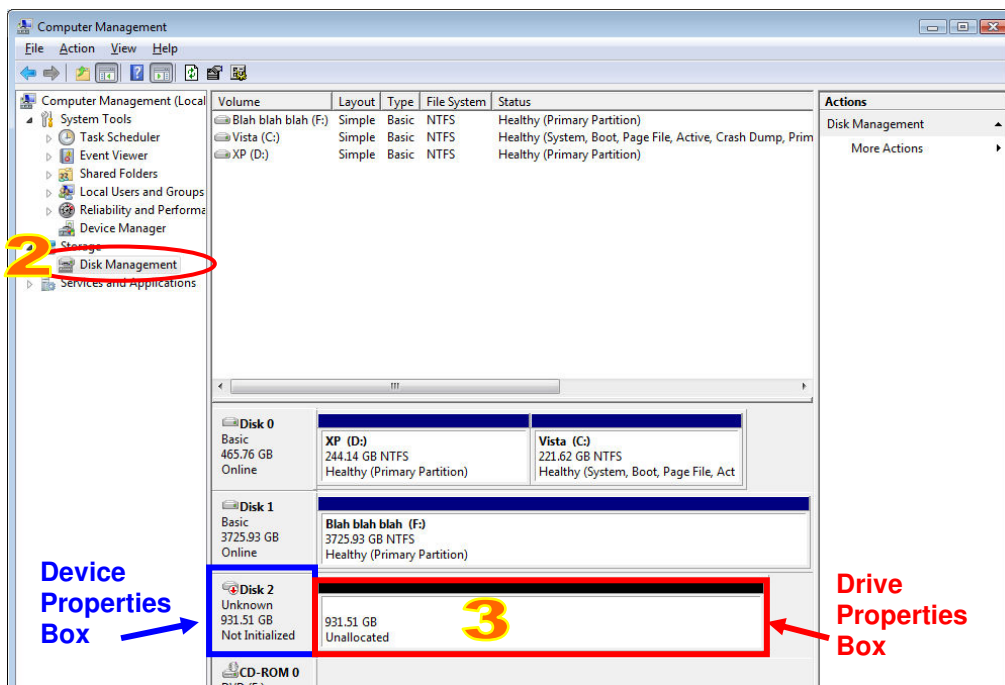 Computer Management
File Action View Help
Computer Management (Local
System Tools
Task Scheduler
Event Viewer
Shared Folders
Local Users and Groups
Reliability and Performa
Device Manager
Storage
2
Disk Management
Services and Applications
Volume Layout Type File System Status
Blah blah blah (F:) Simple Basic NTFS Healthy (Primary Partition)
Vista (C:) Simple Basic NTFS Healthy (System, Boot, Page File, Active, Crash Dump, Prim
XP (D:) Simple Basic NTFS Healthy (Primary Partition)
Actions
Disk Management
More Actions
Disk 0
Basic
465.76 GB
Online
XP (D:)
244.14 GB NTFS
Healthy (Primary Partition)
Vista (C:)
221.62 GB NTFS
Healthy (System, Boot, Page File, Act
Disk 1
Basic
3725.93 GB
Online
Blah blah blah (F:)
3725.93 GB NTFS
Healthy (Primary Partition)
Device
Properties
Box
Disk 2
Unknown
931.51 GB
Not Initialized
931.51 GB
Unallocated
3
Drive
Properties
Box
CD-ROM 0